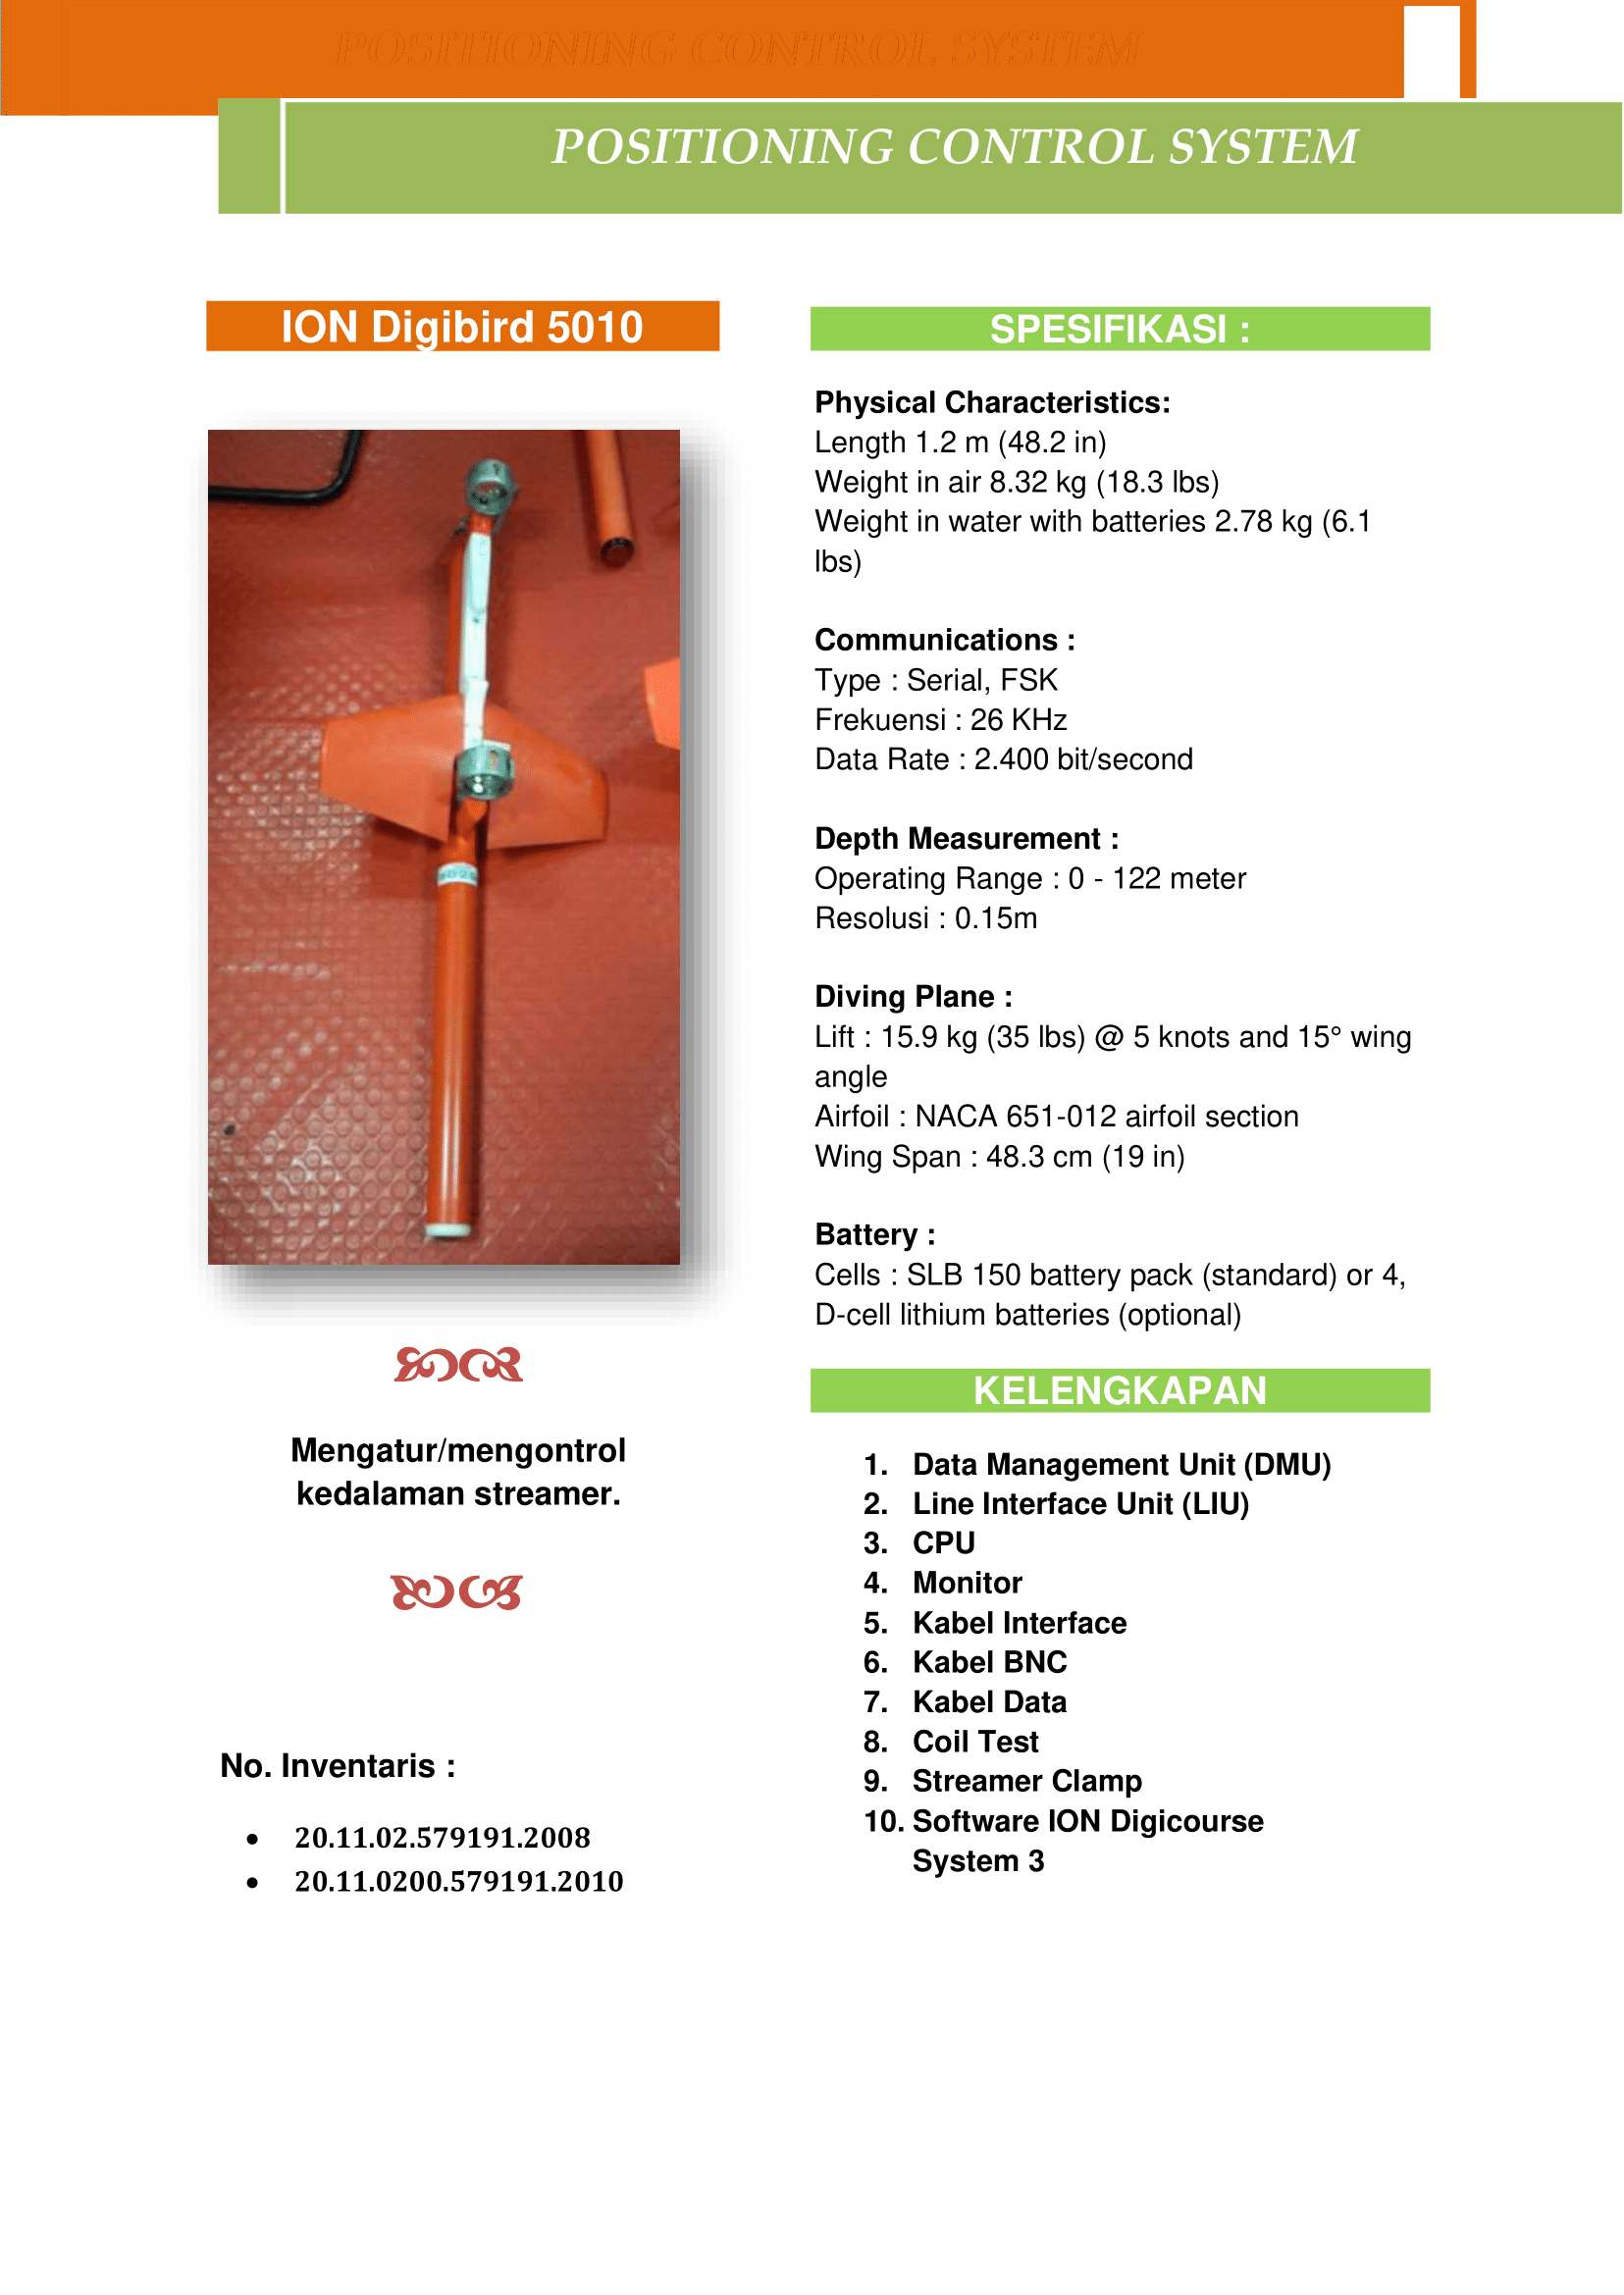 POSITIONING CONTROL SYSTEM
POSITIONING CONTROL SYSTEM
ION Digibird 5010
Mengatur/mengontrol
kedalaman streamer.
No. Inventaris :
• 20.11.02.579191.2008
• 20.11.0200.579191.2010
SPESIFIKASI :
Physical Characteristics:
Length 1.2 m (48.2 in)
Weight in air 8.32 kg (18.3 lbs)
Weight in water with batteries 2.78 kg (6.1
lbs)
Communications :
Type : Serial, FSK
Frekuensi : 26 KHz
Data Rate : 2.400 bit/second
Depth Measurement :
Operating Range : 0 - 122 meter
Resolusi : 0.15m
Diving Plane :
Lift : 15.9 kg (35 lbs) @ 5 knots and 15° wing
angle
Airfoil : NACA 651-012 airfoil section
Wing Span : 48.3 cm (19 in)
Battery :
Cells : SLB 150 battery pack (standard) or 4,
D-cell lithium batteries (optional)
KELENGKAPAN
1. Data Management Unit (DMU)
2. Line Interface Unit (LIU)
3. CPU
4. Monitor
5. Kabel Interface
6. Kabel BNC
7. Kabel Data
8. Coil Test
9. Streamer Clamp
10. Software ION Digicourse
System 3